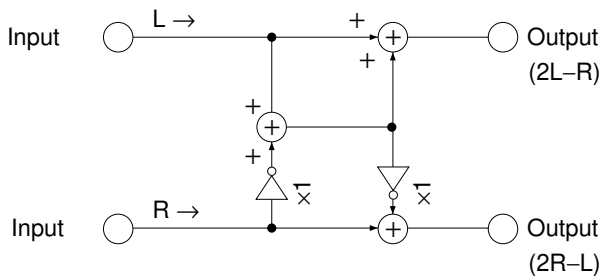 Input
L →
+
+
Output
+
(2L–R)
+
+
+
×1
×1
Input
R →
+
Output
(2R–L)